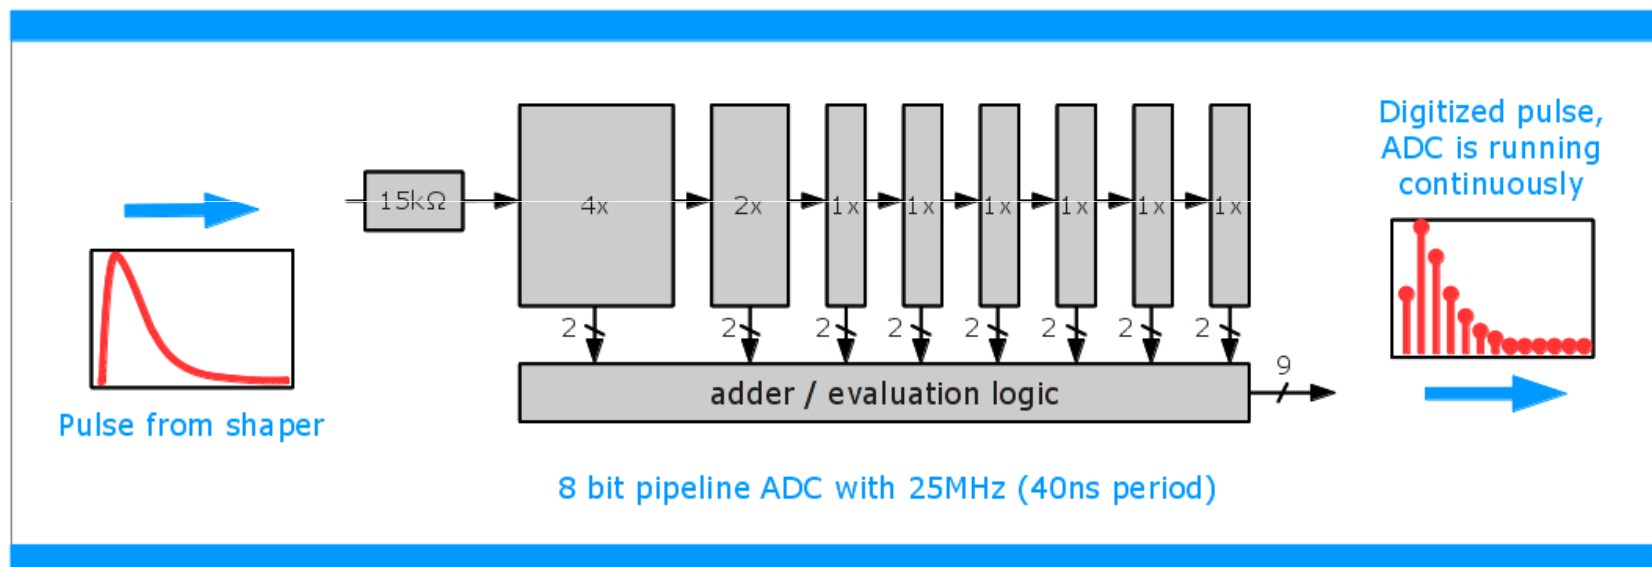 Digitized pulse,
ADC is running
continuously
15kΩ
4x
2x
1x
1x
1x
1x
1x
1x
2
2
2
2
2
2
2
2
9
adder / evaluation logic
Pulse from shaper
8 bit pipeline ADC with 25MHz (40ns period)